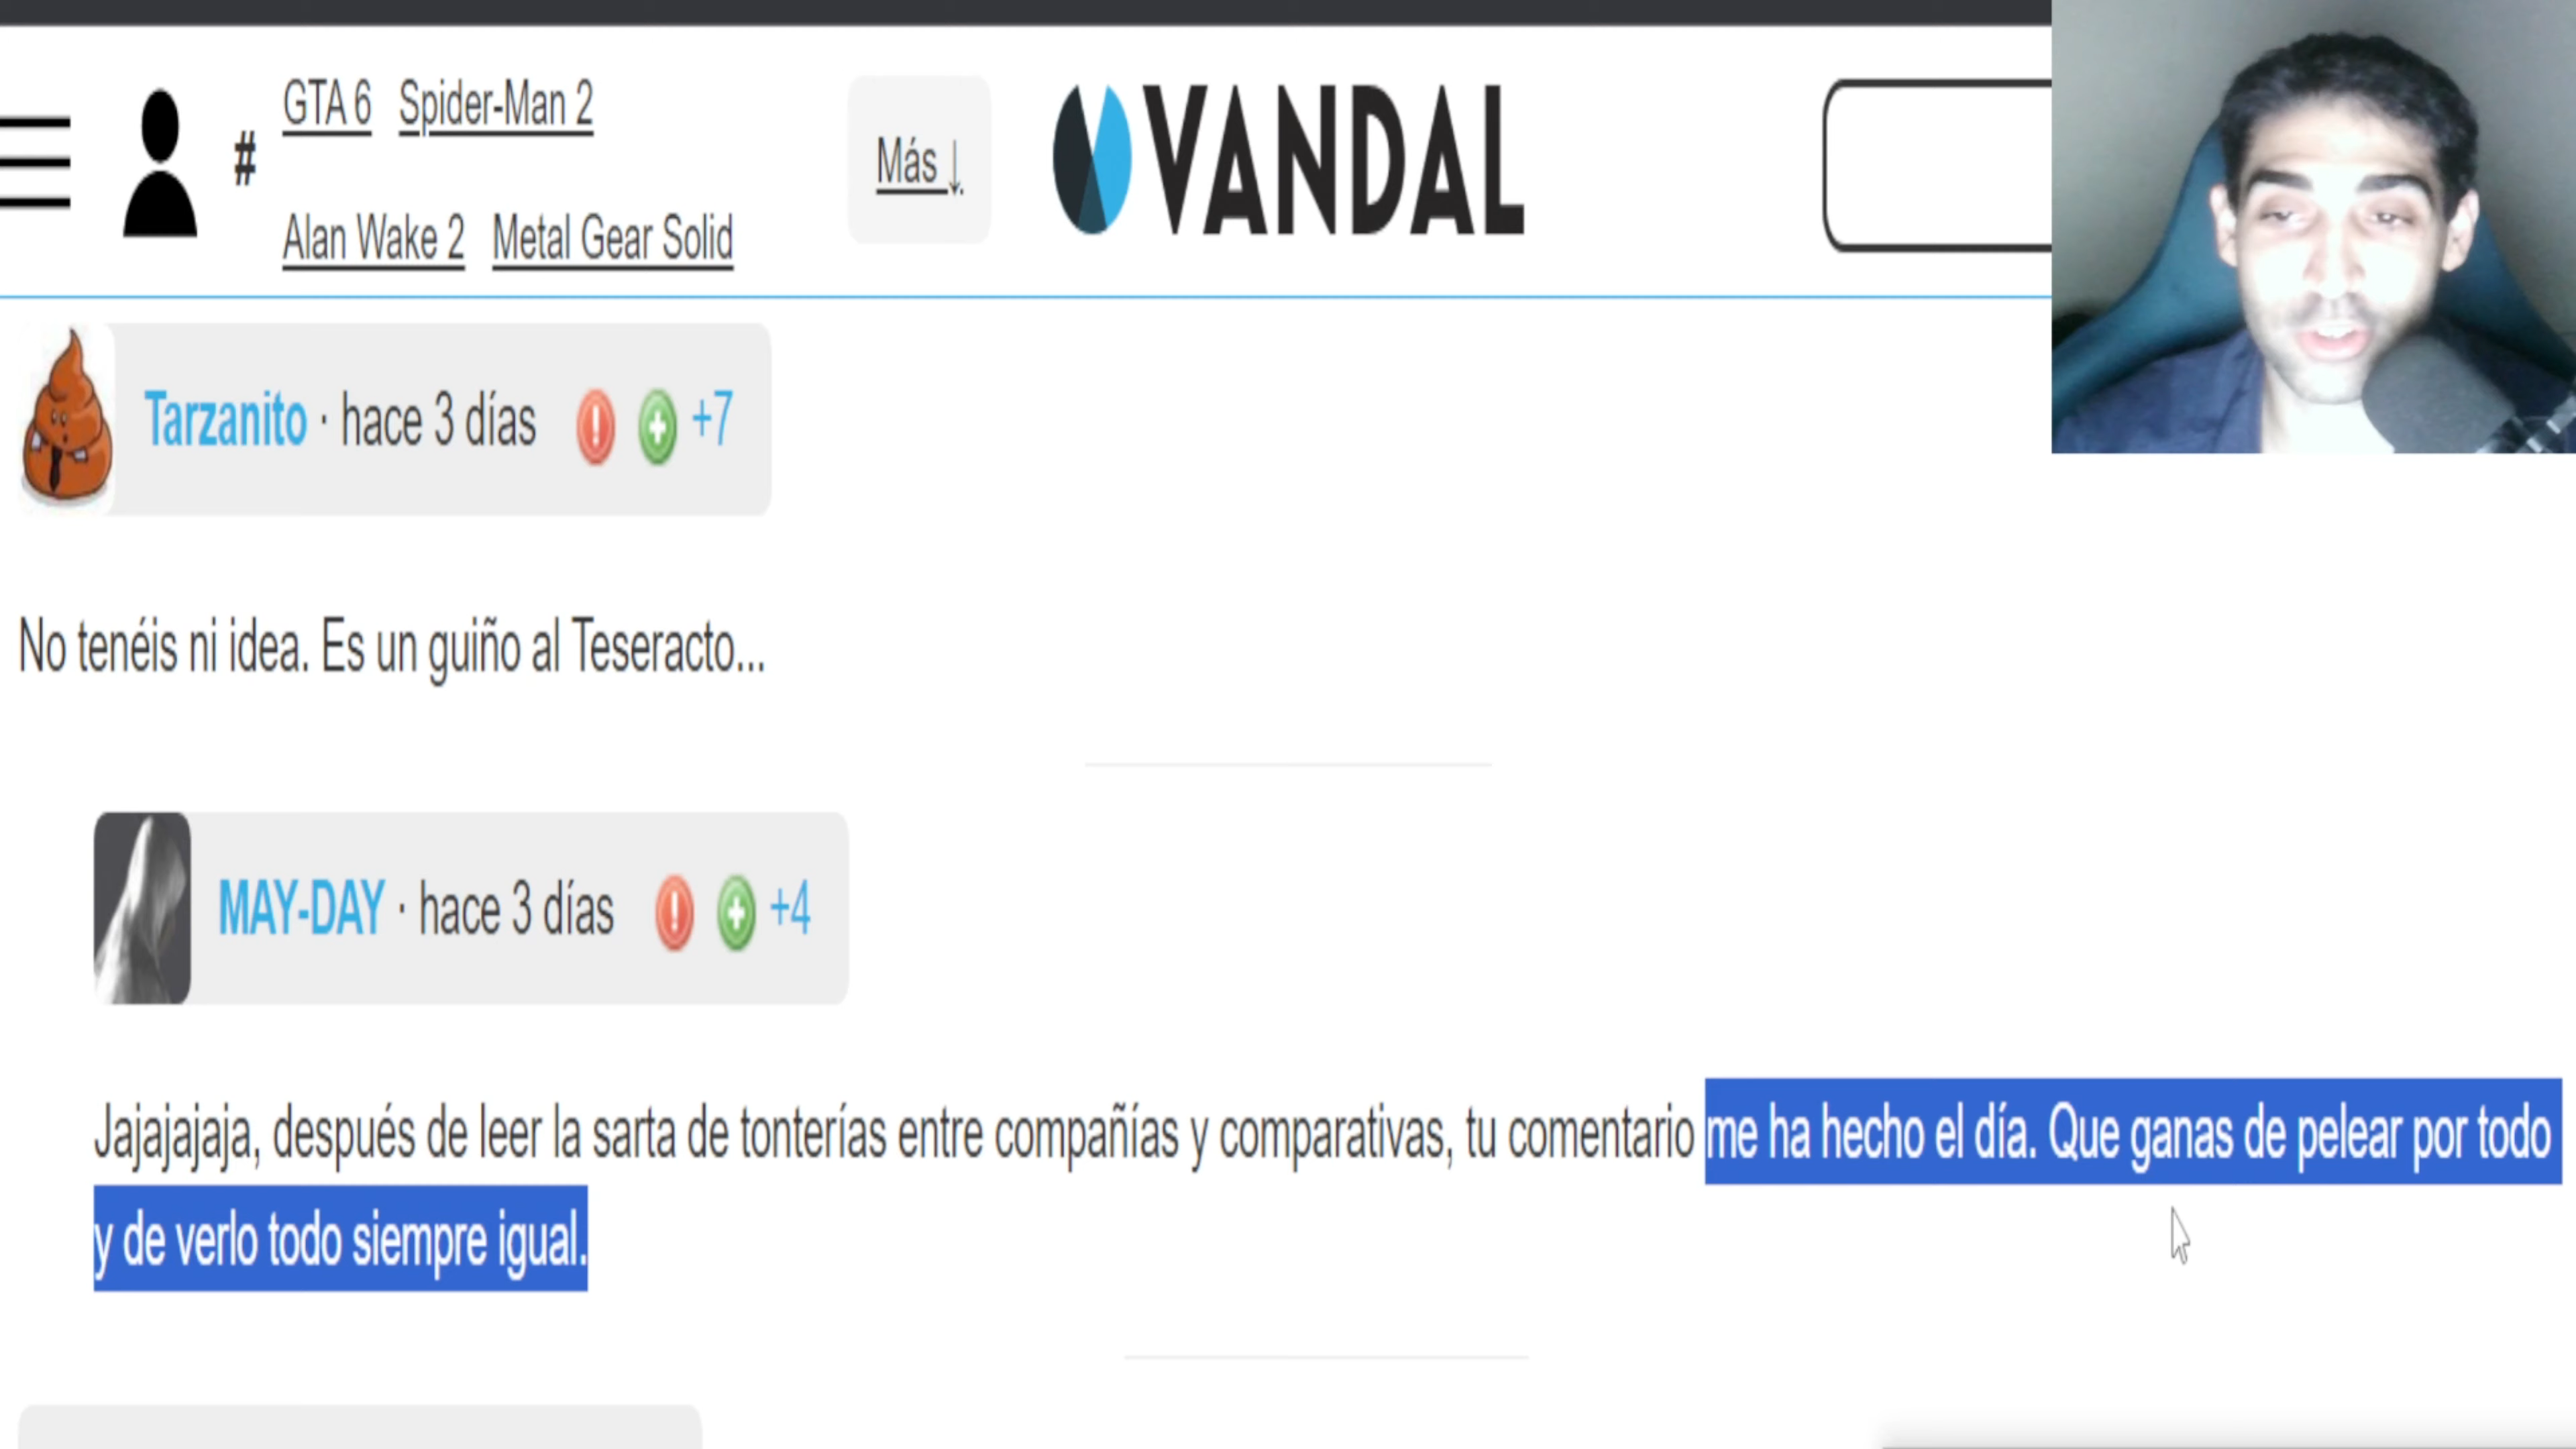 GTA 6 Spider-Man 2
#
Alan Wake 2 Metal Gear Solid
Más ↓
VANDAL
Tarzanito · hace 3 días ! + +7
No tenéis ni idea. Es un guiño al Teseracto...
MAY-DAY · hace 3 días ! + +4
Jajajajaja, después de leer la sarta de tonterías entre compañías y comparativas, tu comentario me ha hecho el día. Que ganas de pelear por todo
y de verlo todo siempre igual.